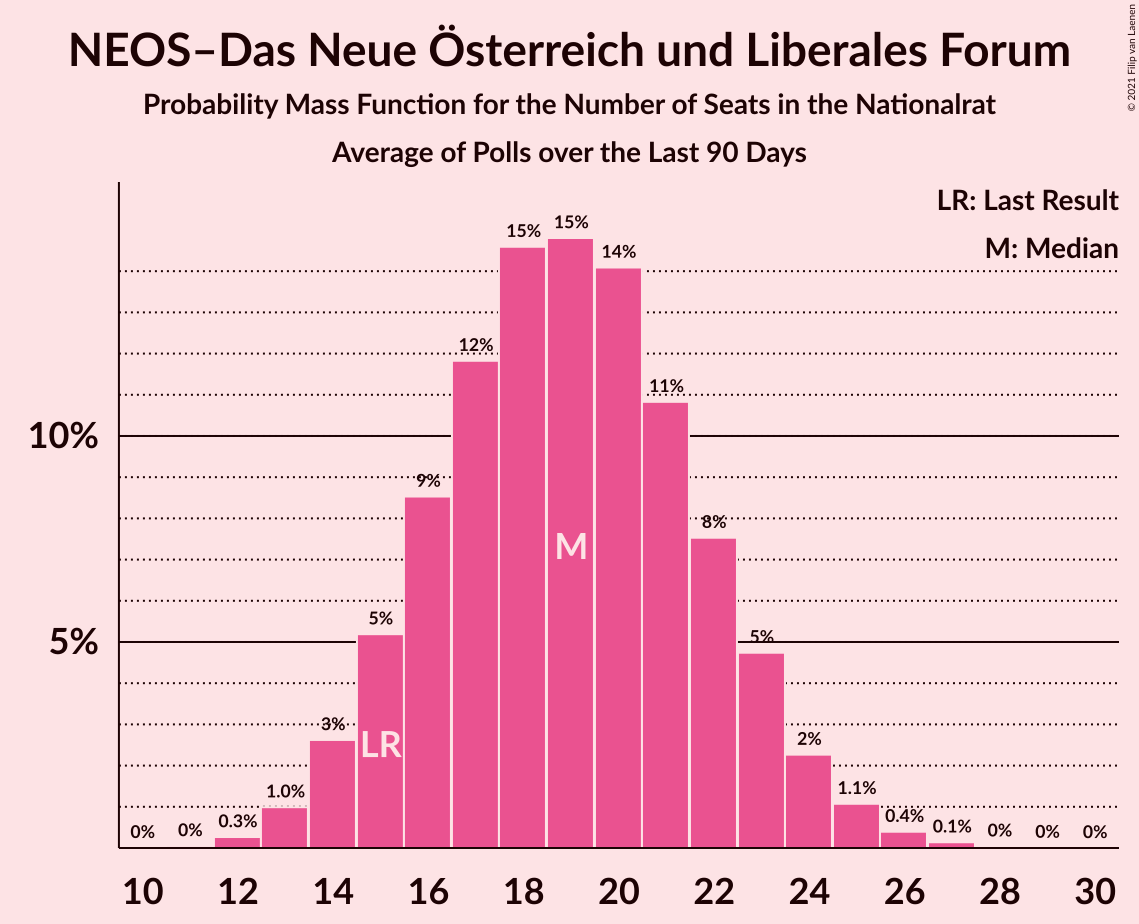 NEOS–Das Neue Österreich und Liberales Forum
Probability Mass Function for the Number of Seats in the Nationalrat
Average of Polls over the Last 90 Days
© 2021 Filip van Laenen
LR: Last Result
M: Median
10%
5%
0%
0%
0.3%
1.0%
3%
5%
9%
12%
15%
15%
14%
11%
8%
5%
2%
1.1%
0.4%
0.1%
0%
0%
0%
LR
M
10 12 14 16 18 20 22 24 26 28 30